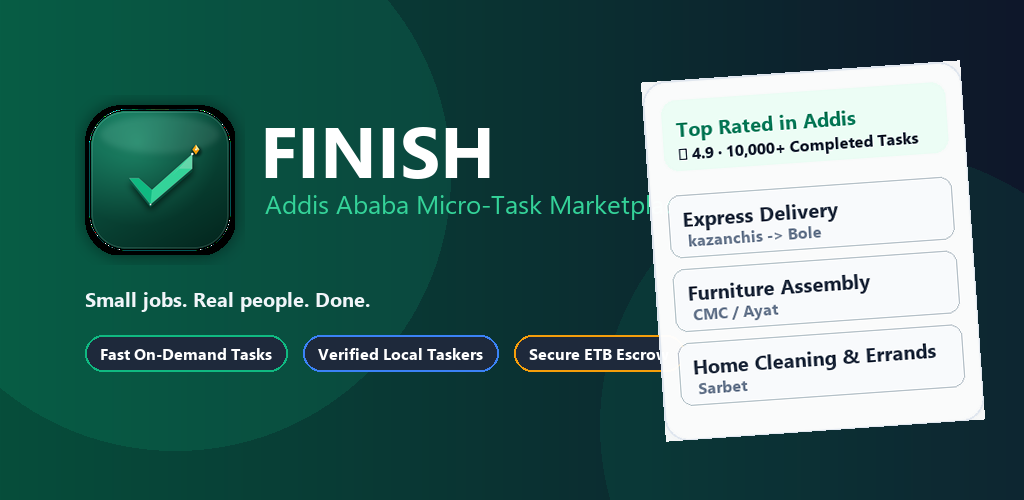 FINISH
Addis Ababa Micro-Task Marketp
Small jobs. Real people. Done.
Fast On-Demand Tasks
Verified Local Taskers
Secure ETB Escrow
Top Rated in Addis
4.9 · 10,000+ Completed Tasks
Express Delivery
kazanchis -> Bole
Furniture Assembly
CMC / Ayat
Home Cleaning & Errands
Sarbet